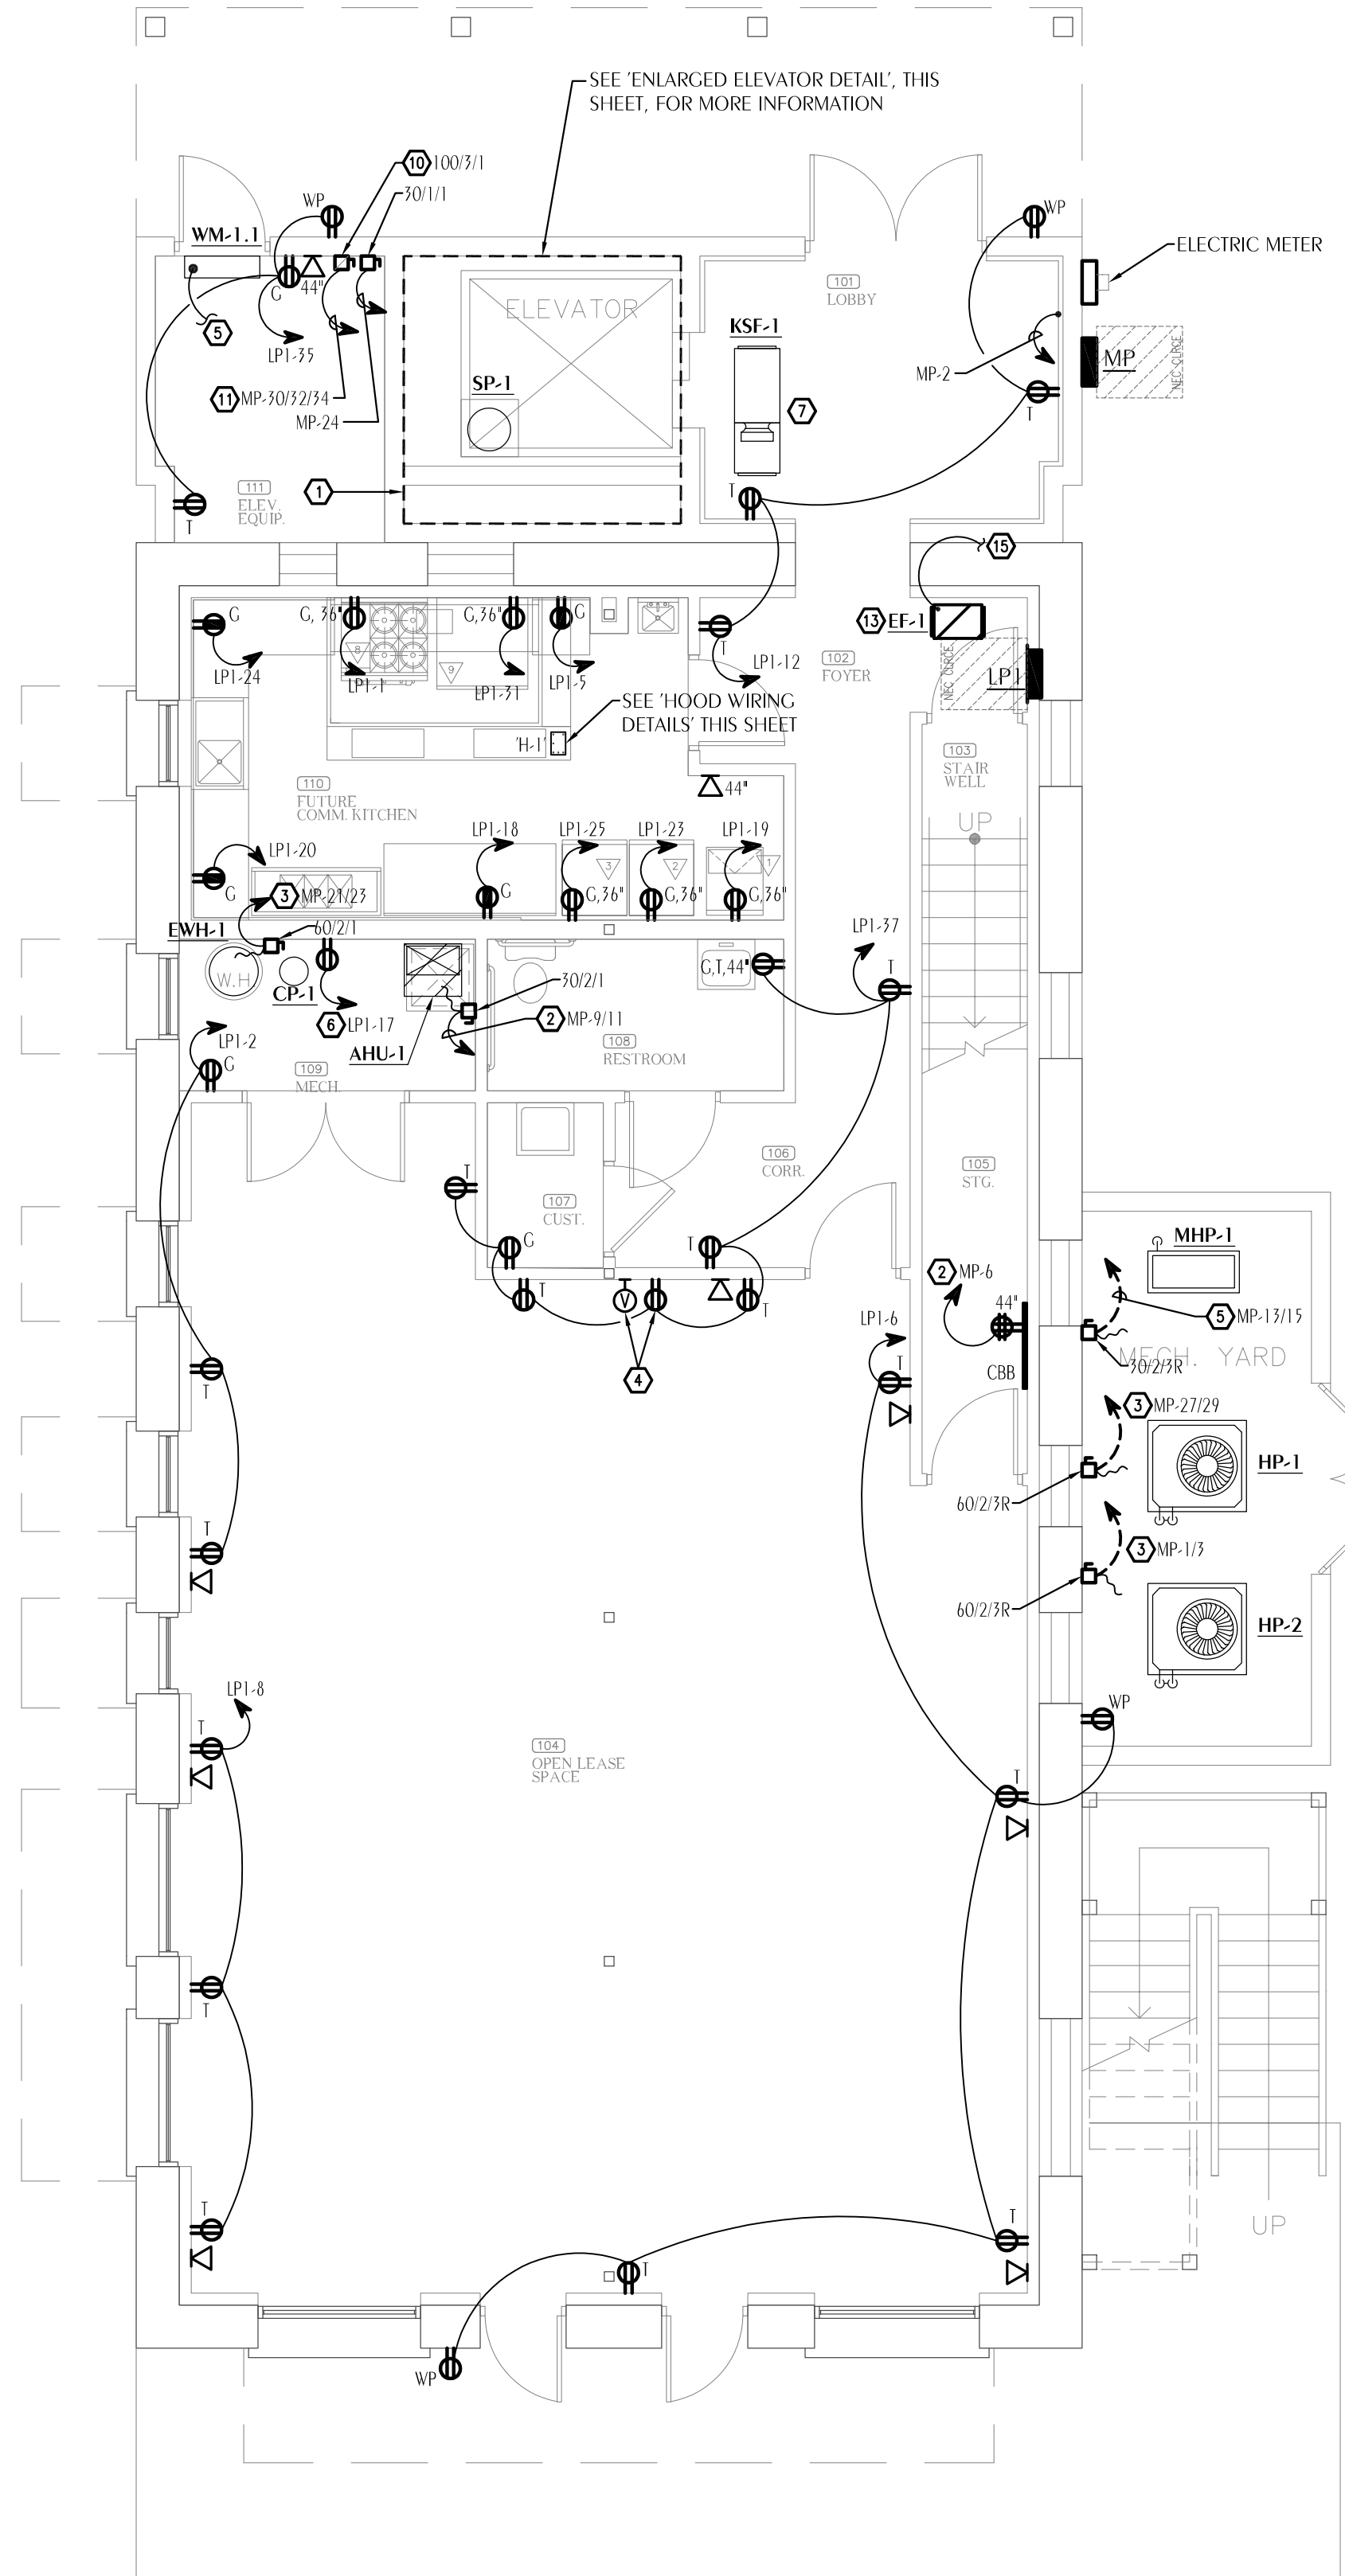 SEE 'ENLARGED ELEVATOR DETAIL', THIS
SHEET, FOR MORE INFORMATION
10 100/3/1
30/1/1
WP
WP
WM-1.1
ELECTRIC METER
44"
G
101
LOBBY
ELEVATOR
5
LP1-35
KSF-1
MP-2
MP
NEC CLRCE
SP-1
11 MP-30/32/34
MP-24
7
T
T
111
ELEV.
EQUIP.
1
T
15
G
G, 36"
G,36"
G
13 EF-1
T
8
9
LP1-24
LP1-1
LP1-31
LP1-5
LP1-12
102
FOYER
NEC CLRCE
LP1
SEE 'HOOD WIRING
DETAILS' THIS SHEET
'H-1'
103
STAIR
WELL
110
FUTURE
COMM. KITCHEN
44"
UP
LP1-18
LP1-25
LP1-23
LP1-19
LP1-20
3
2
1
G
3 MP-21/23
G
G,36"
G,36"
G,36"
EWH-1
60/2/1
LP1-37
W.H
G,T,44"
T
CP-1
30/2/1
6 LP1-17
2 MP-9/11
LP1-2
AHU-1
108
RESTROOM
G
109
MECH.
106
CORR.
105
STG.
T
107
CUST.
G
T
MHP-1
2 MP-6
T
V
T
44"
5 MP-13/15
LP1-6
MECH. YARD
30/2/3R
T
T
4
CBB
3 MP-27/29
HP-1
60/2/3R
T
3 MP-1/3
60/2/3R
HP-2
LP1-8
WP
T
104
OPEN LEASE
SPACE
T
T
T
T
UP
T
WP